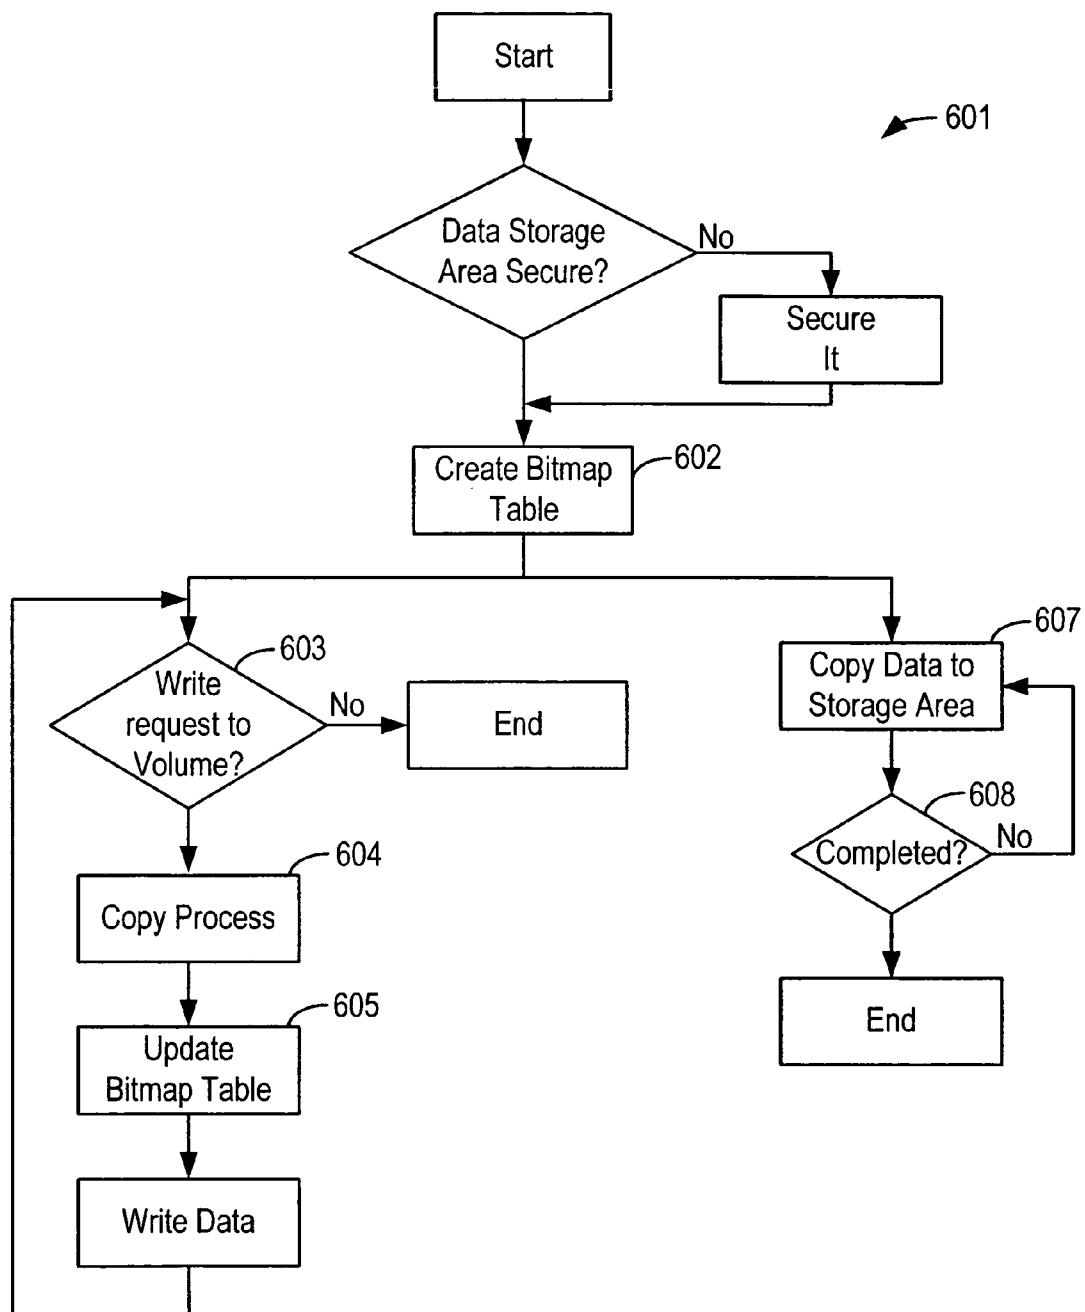 Start
601
Data Storage
Area Secure?
No
Secure
It
Create Bitmap
Table
602
603
Write
request to
Volume?
No
End
604
Copy Process
605
Update
Bitmap Table
Write Data
607
Copy Data to
Storage Area
608
Completed?
No
End